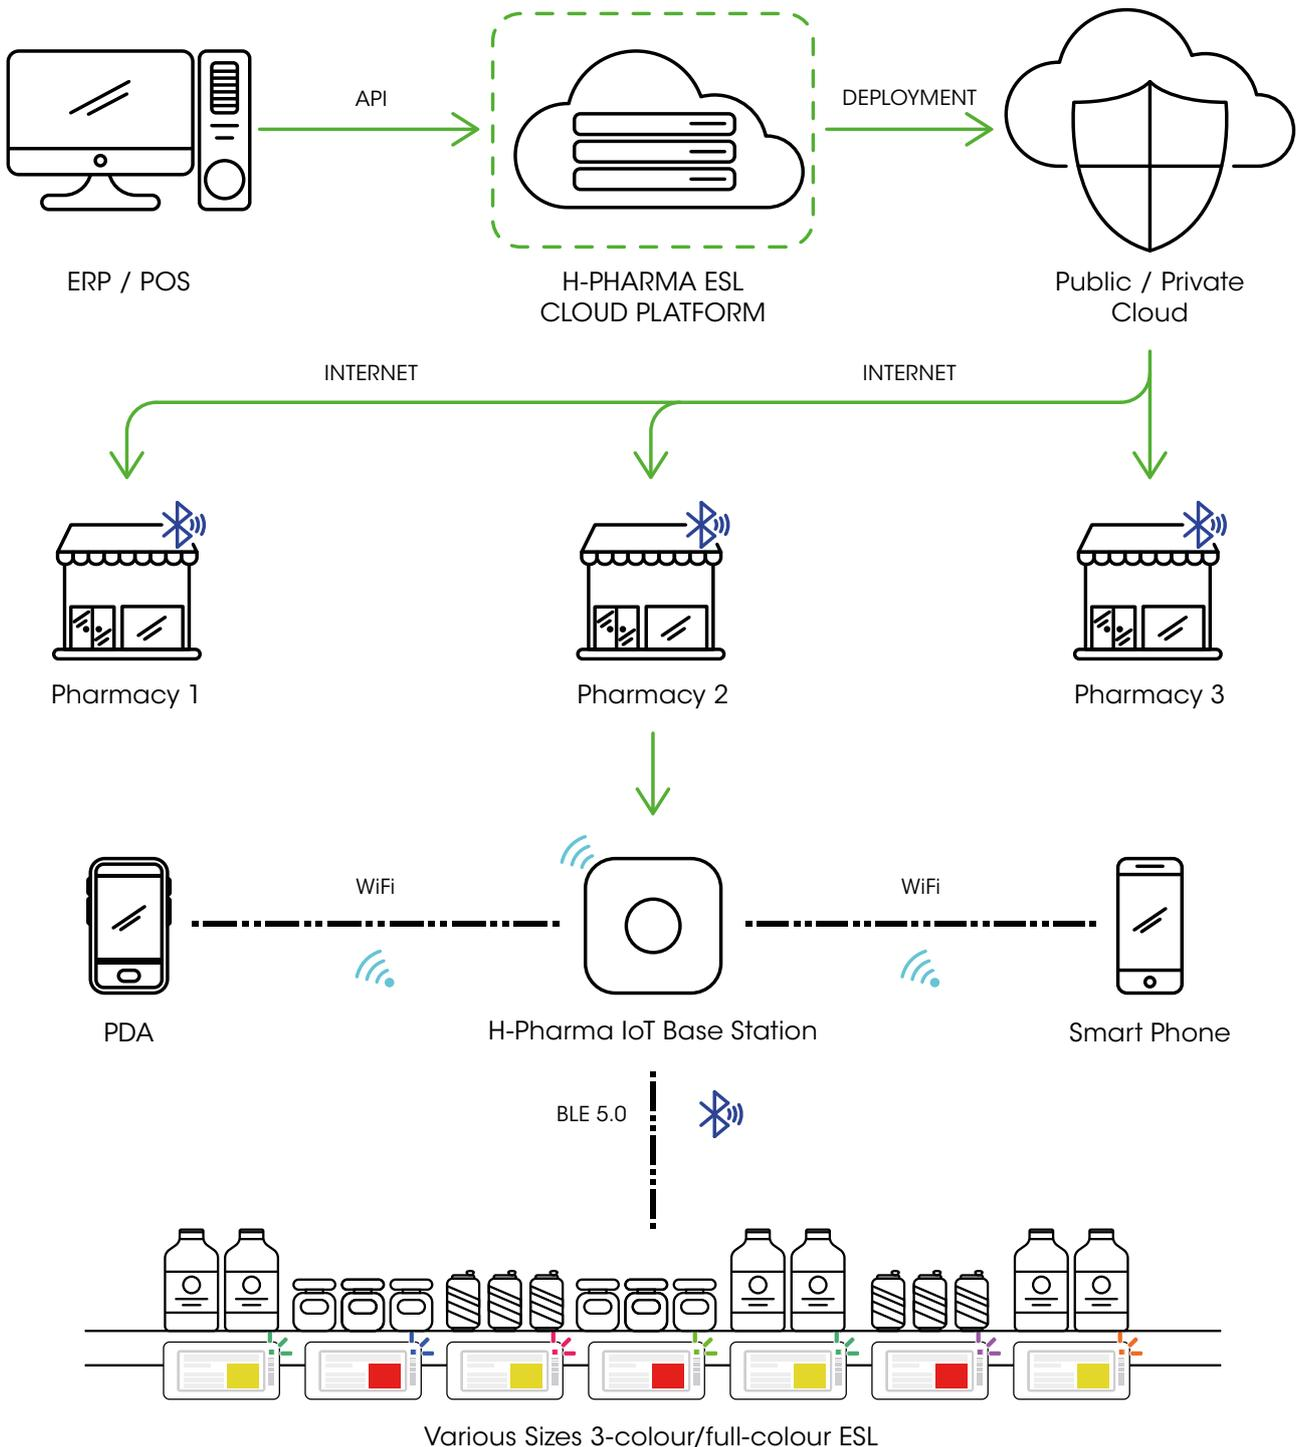 API
DEPLOYMENT
ERP / POS
H-PHARMA ESL
CLOUD PLATFORM
Public / Private
Cloud
INTERNET
INTERNET
Pharmacy 1
Pharmacy 2
Pharmacy 3
WiFi
WiFi
PDA
H-Pharma IoT Base Station
Smart Phone
BLE 5.0
Various Sizes 3-colour/full-colour ESL